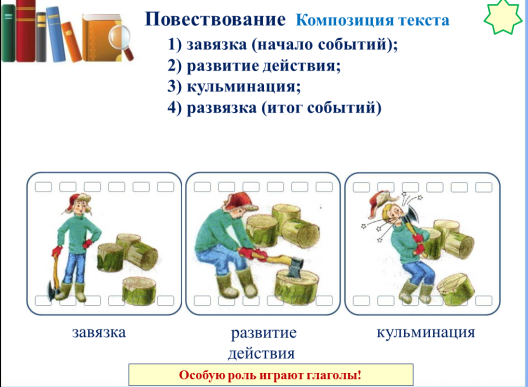 Повествование Композиция текста
1) завязка (начало событий);
2) развитие действия;
3) кульминация;
4) развязка (итог событий)
завязка
развитие
действия
кульминация
Особую роль играют глаголы!